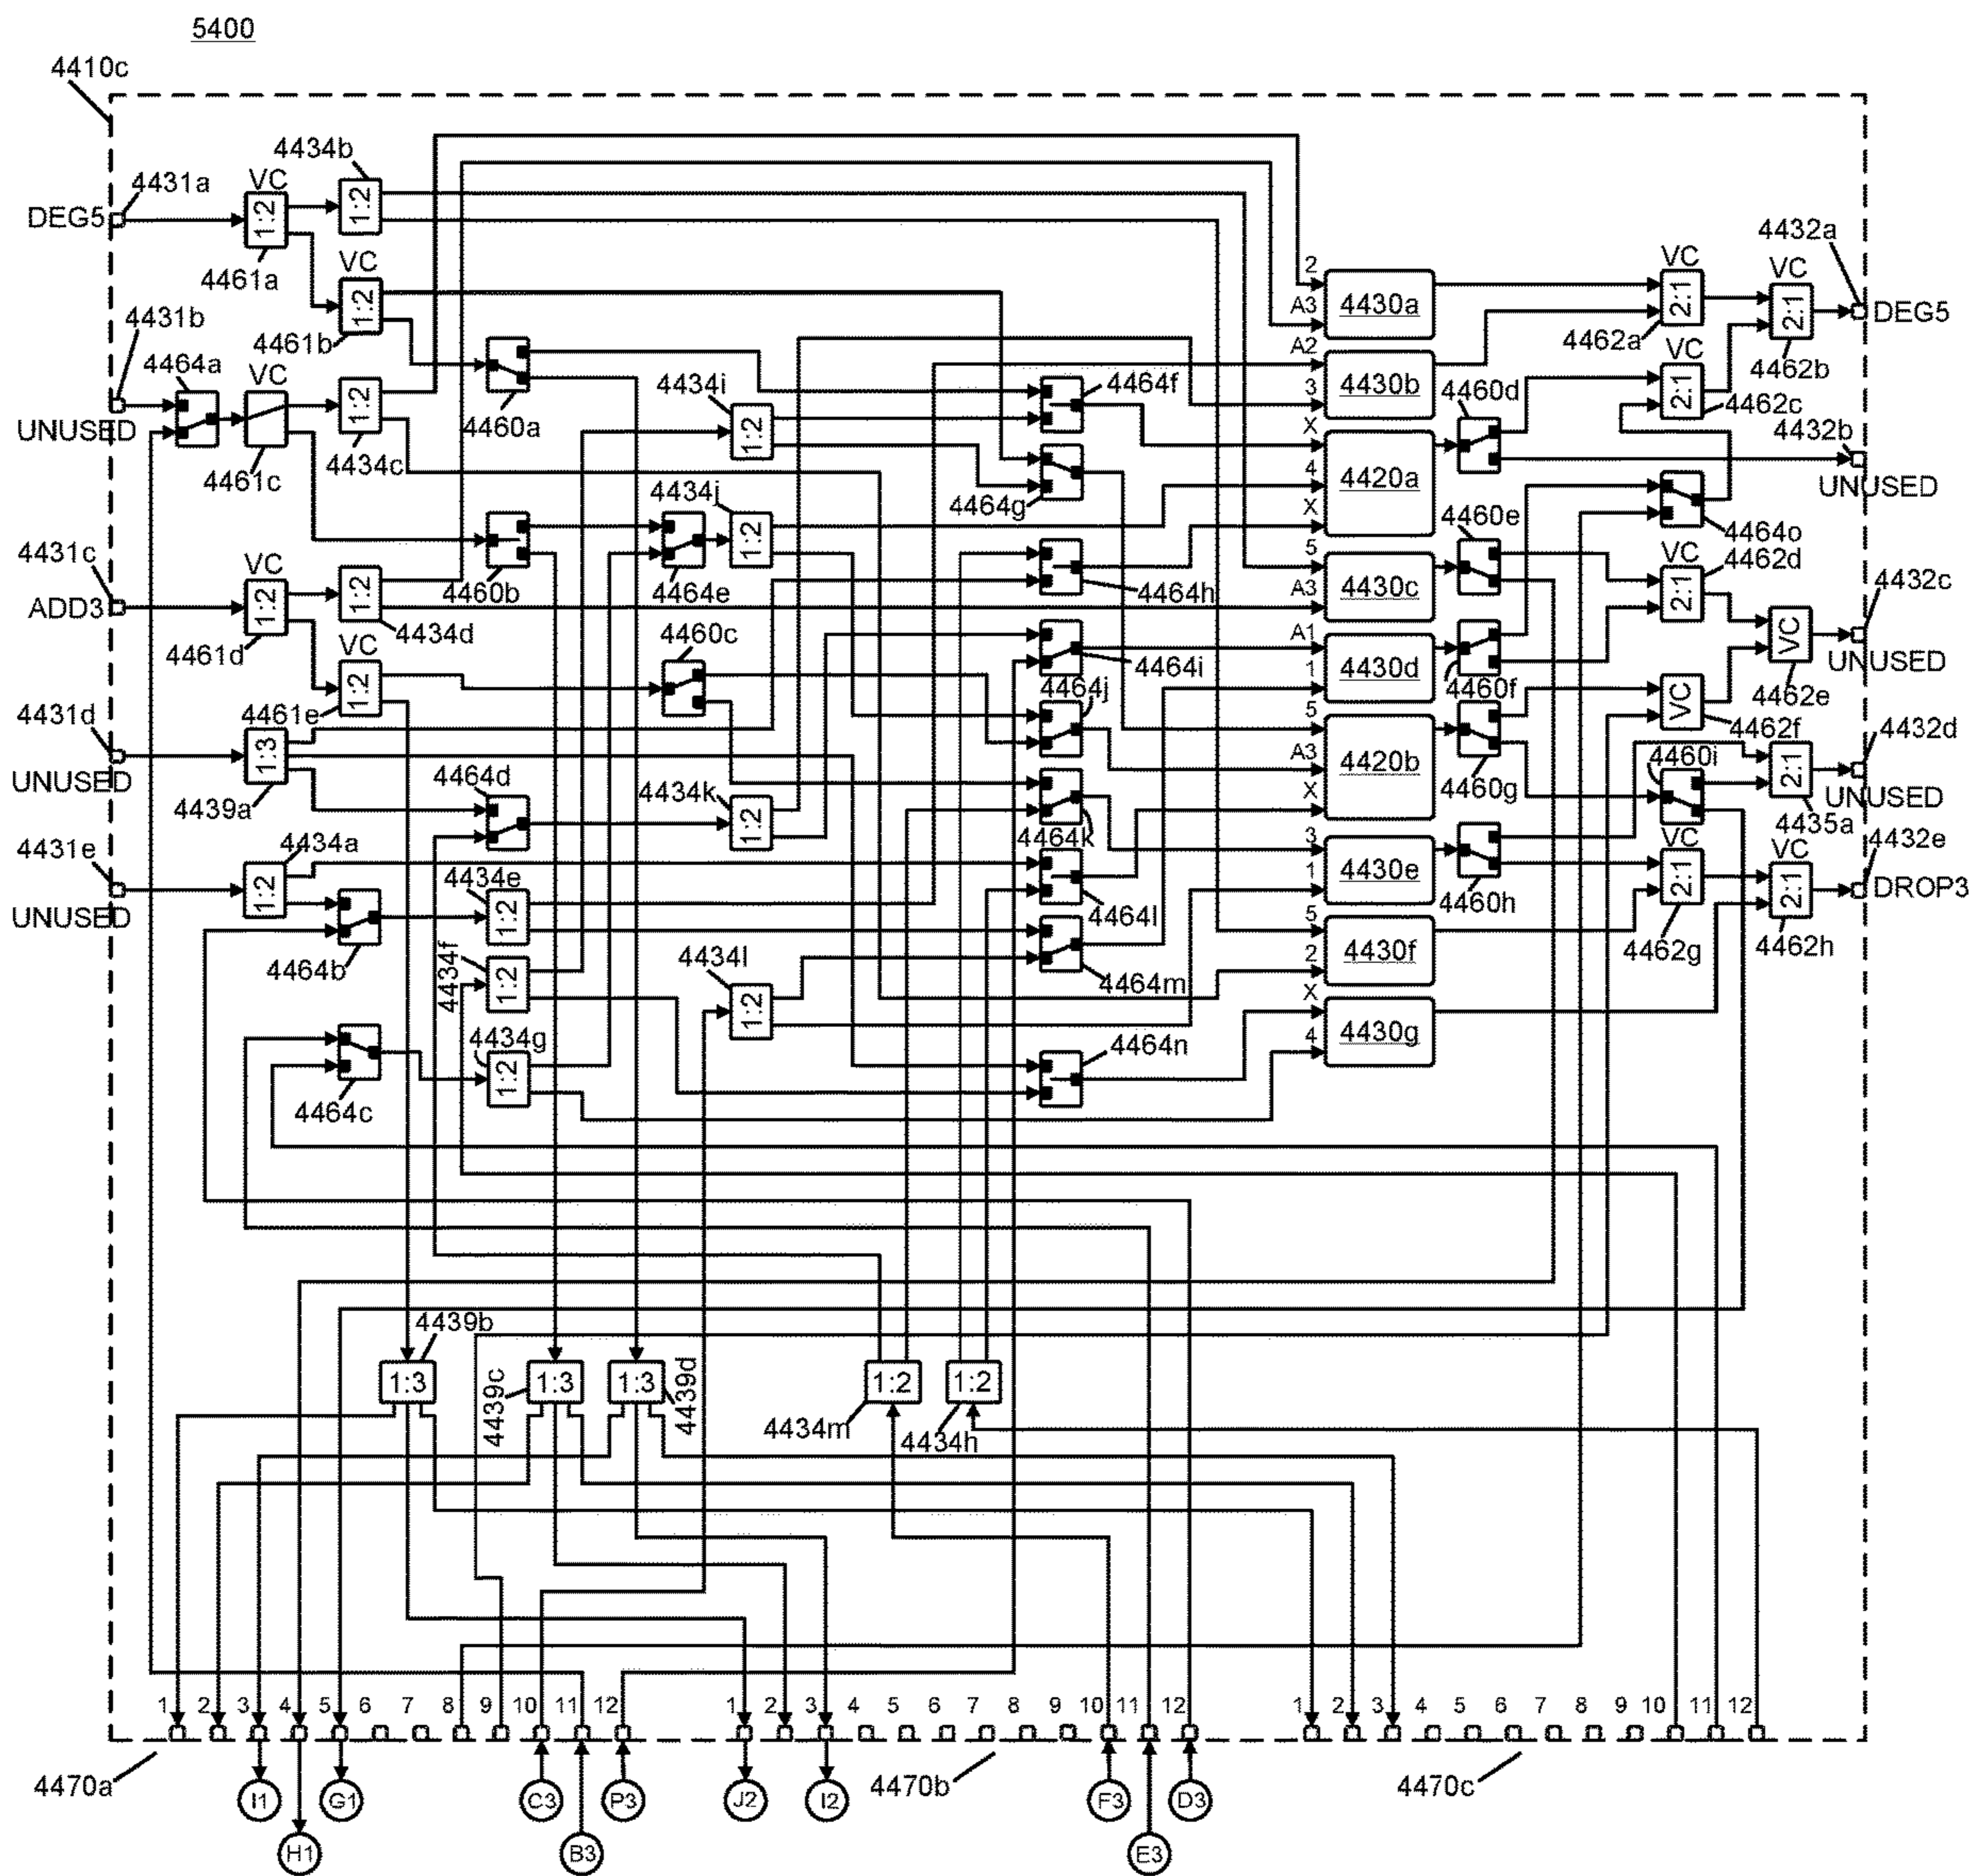 5400
4410c
4434b
4431a
VC
1:2
1:2
DEG5
4461a
VC
1:2
4432a
VC
VC
2
A3
4430a
2:1
2:1
DEG5
4431b
4461b
4462a
4462b
4464a
VC
4434i
4464f
A2
3
4430b
4460d
VC
2:1
4462c
1:2
4460a
1:2
UNUSED
4461c
4434c
X
4
X
4420a
4432b
UNUSED
4434j
4464g
1:2
4460e
4464o
4431c
VC
4460b
4464e
4464h
5
A3
4430c
VC
4462d
2:1
4432c
ADD3
1:2
1:2
4434d
4461d
VC
4460c
4464i
A1
1
4430d
4460f
VC
UNUSED
4462e
1:2
4464j
VC
4462f
4431d
4461e
5
A3
X
4420b
4460g
4460i
4432d
UNUSED
1:3
4439a
4464d
4434k
1:2
4464k
2:1
UNUSED
4435a
4431e
4434a
3
1
4430e
VC
VC
4432e
1:2
4434e
1:2
4464l
4460h
2:1
2:1
DROP3
UNUSED
4464b
4434f
1:2
4434l
1:2
4464m
5
2
4430f
4462g
4462h
4434g
1:2
4464c
4464n
X
4
4430g
4439b
1:3
4439c
1:3
1:3
4439d
1:2
1:2
4434m
4434h
1 2 3 4 5 6 7 8 9 10 11 12 1 2 3 4 5 6 7 8 9 10 11 12 1 2 3 4 5 6 7 8 9 10 11 12
4470a
4470b
4470c
I1
G1
C3
P3
J2
I2
F3
D3
H1
B3
E3